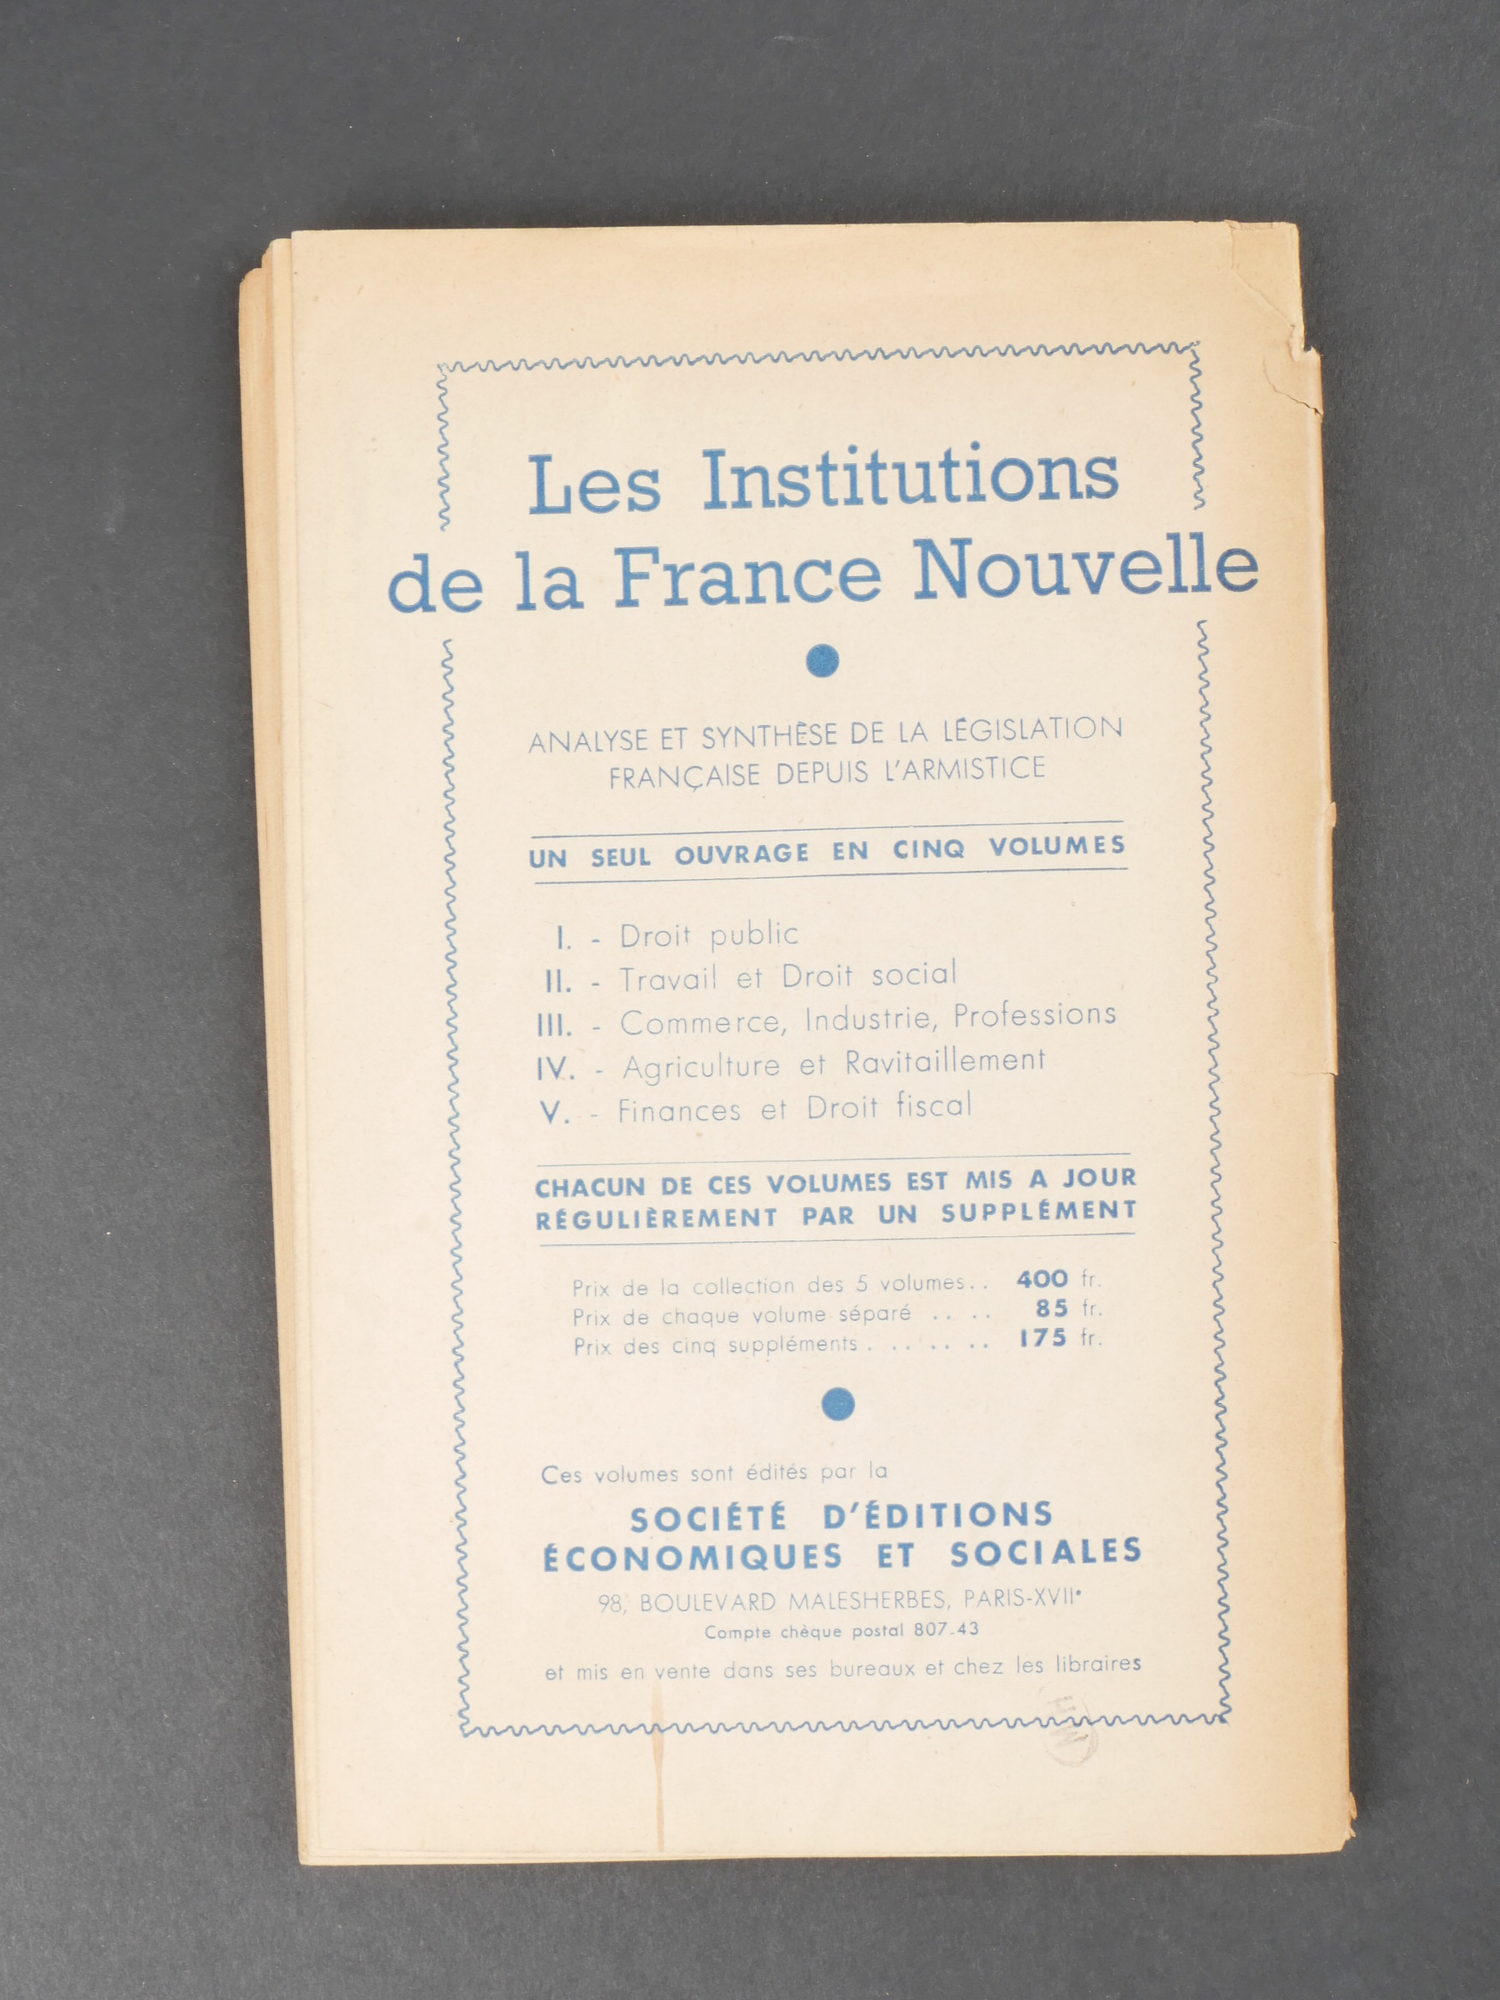 Les Institutions
de la France Nouvelle
ANALYSE ET SYNTHÈSE DE LA LÉGISLATION
FRANÇAISE DEPUIS L'ARMISTICE
UN SEUL OUVRAGE EN CINQ VOLUMES
I. - Droit public
II. - Travail et Droit social
III. - Commerce, Industrie, Professions
IV. - Agriculture et Ravitaillement
V. - Finances et Droit fiscal
CHACUN DE CES VOLUMES EST MIS A JOUR
RÉGULIÈREMENT PAR UN SUPPLÉMENT
Prix de la collection des 5 volumes.. 400 fr.
Prix de chaque volume séparé .. .. 85 fr.
Prix des cinq suppléments. .. .. .. 175 fr.
Ces volumes sont édités par la
SOCIÉTÉ D'ÉDITIONS
ÉCONOMIQUES ET SOCIALES
98, BOULEVARD MALESHERBES, PARIS-XVIIe
Compte chèque postal 807-43
et mis en vente dans ses bureaux et chez les libraires